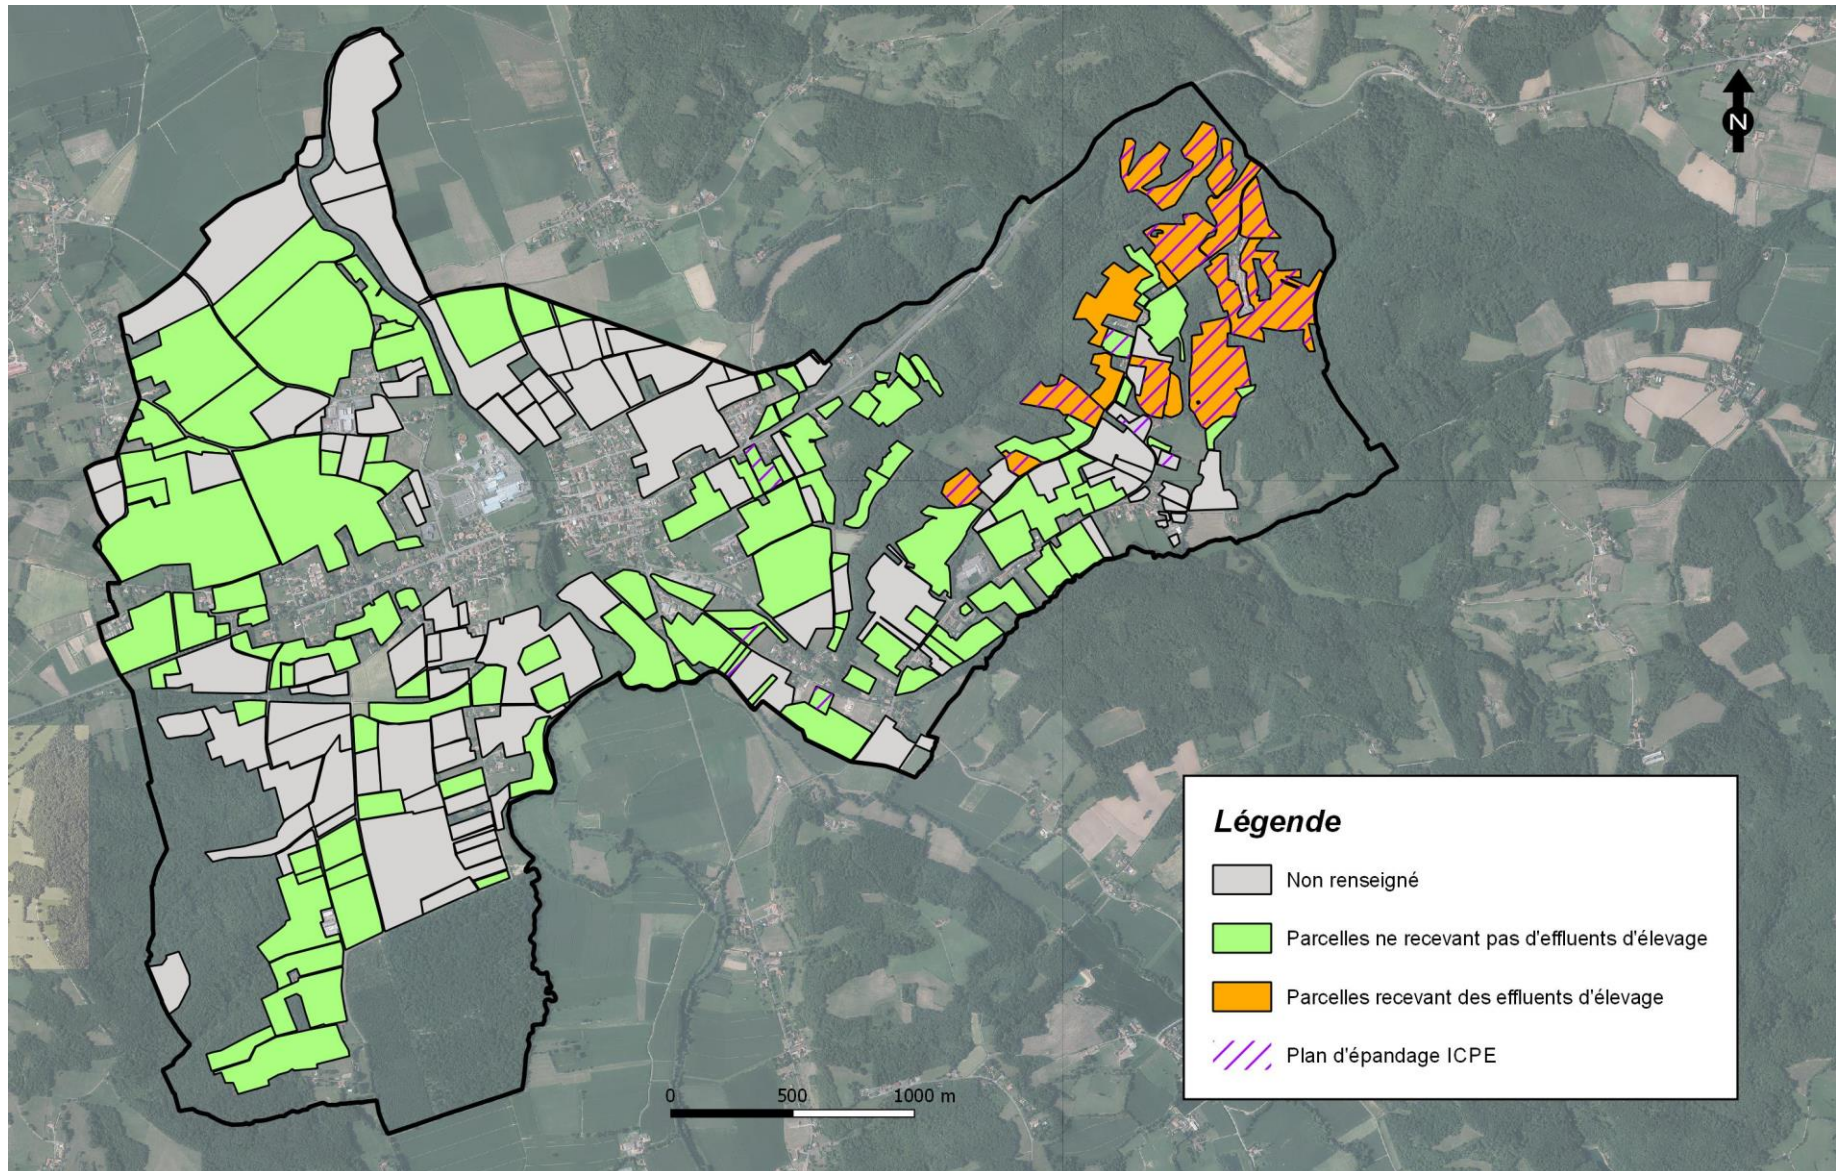 N
Légende
Non renseigné
Parcelles ne recevant pas d'effluents d'élevage
Parcelles recevant des effluents d'élevage
Plan d'épandage ICPE
0 500 1000 m